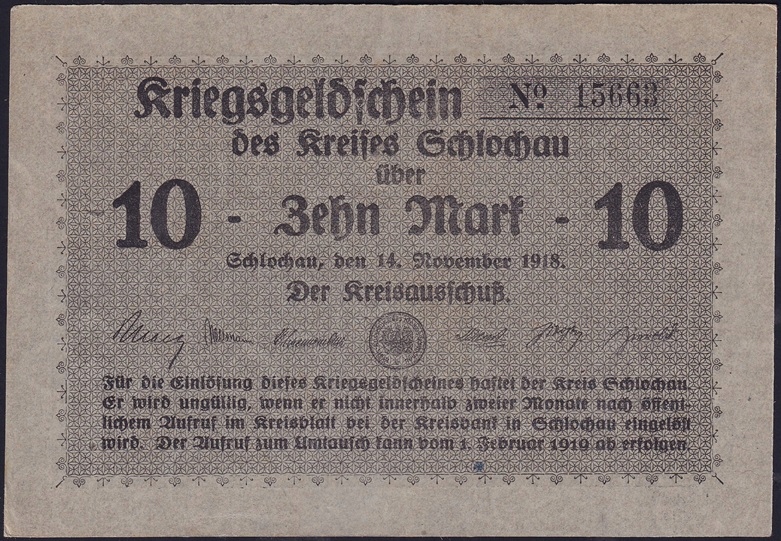 Kriegsgeldschein No 15663
des Kreises Schlochau
über
10 - Zehn Mark - 10
Schlochau, den 14. November 1918.
Der Kreisausschuß.
Für die Einlösung dieses Kriegsgeldscheines haftet der Kreis Schlochau.
Er wird ungültig, wenn er nicht innerhalb zweier Monate nach öffent-
lichem Aufruf im Kreisblatt bei der Kreisbank in Schlochau eingelöst
wird. Der Aufruf zum Umtausch kann vom 1. Februar 1919 ab erfolgen.